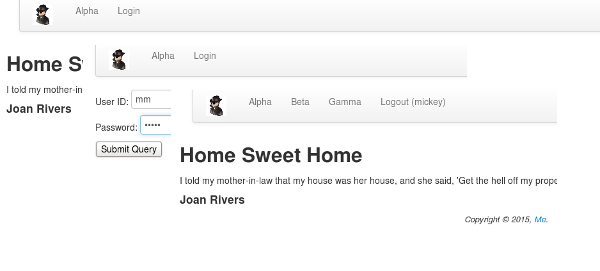 Alpha Login
Home S
I told my mother-in
Joan Rivers
Alpha Login
User ID: mm
Password: •••••
Submit Query
Alpha Beta Gamma Logout (mickey)
Home Sweet Home
I told my mother-in-law that my house was her house, and she said, 'Get the hell off my prope
Joan Rivers
Copyright © 2015, Me.